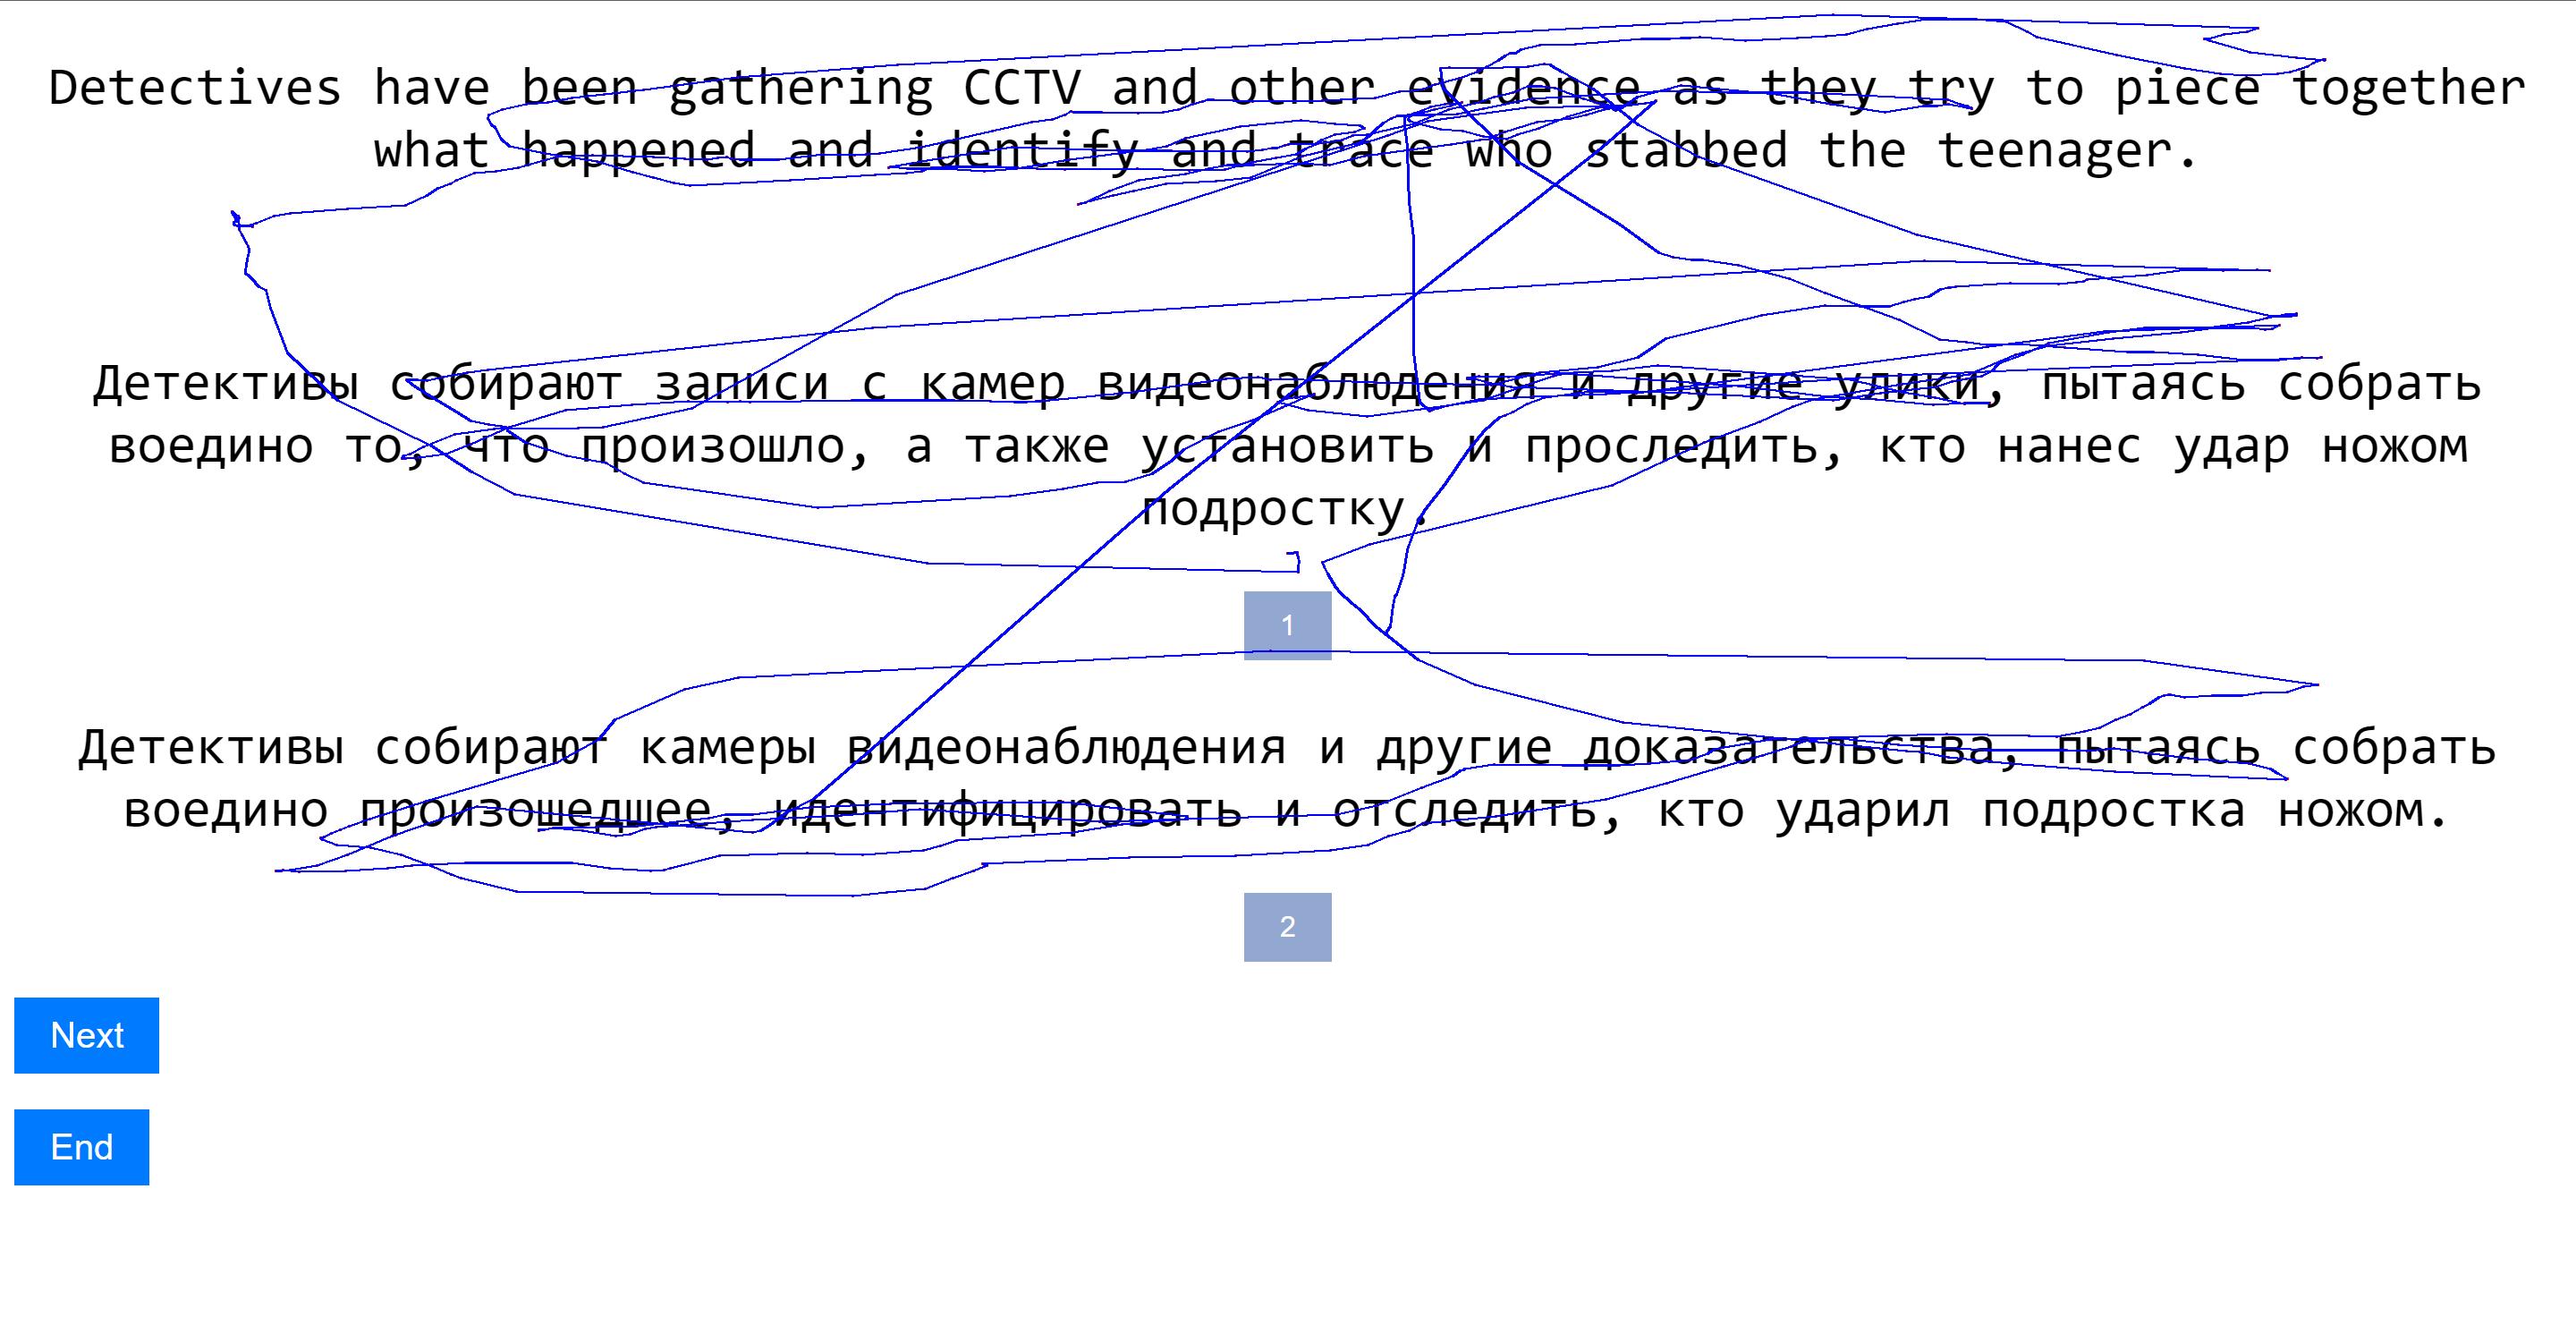 Detectives have been gathering CCTV and other evidence as they try to piece together
what happened and identify and trace who stabbed the teenager.
Детективы собирают записи с камер видеонаблюдения и другие улики, пытаясь собрать
воедино то, что произошло, а также установить и проследить, кто нанес удар ножом
подростку.
1
Детективы собирают камеры видеонаблюдения и другие доказательства, пытаясь собрать
воедино произошедшее, идентифицировать и отследить, кто ударил подростка ножом.
2
Next
End